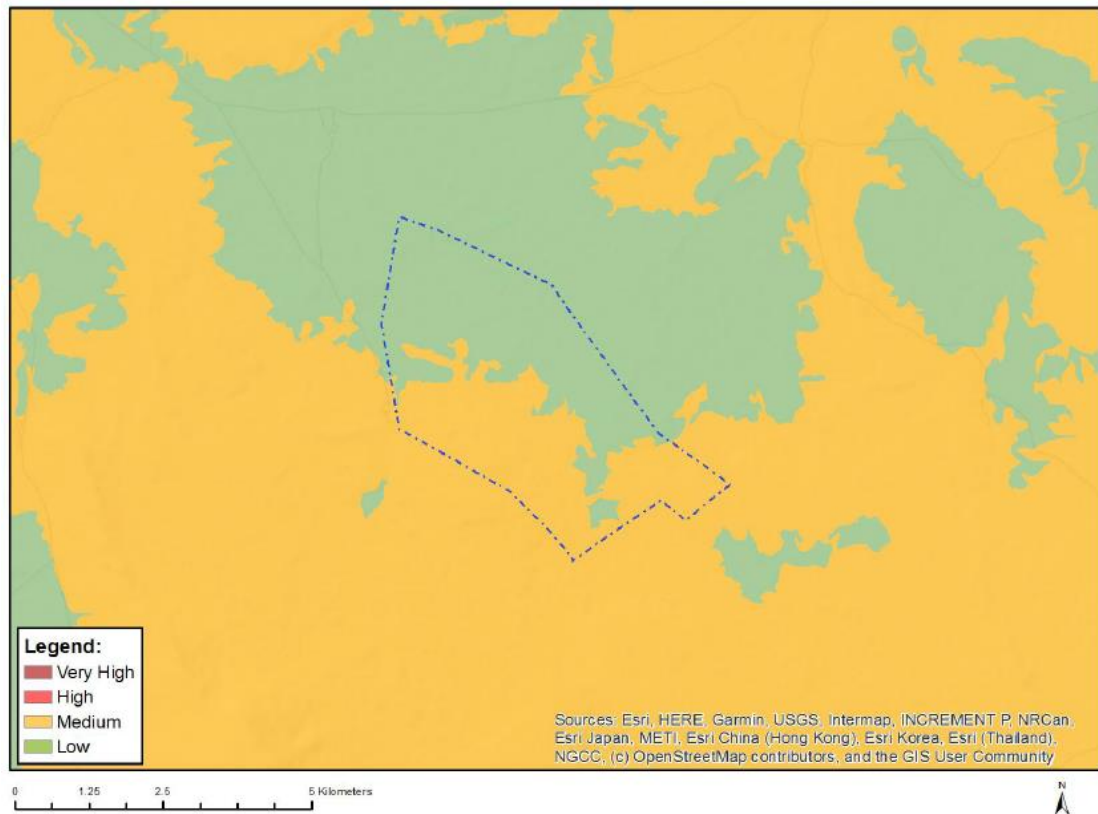 Legend:
Very High
High
Medium
Low
Sources: Esri, HERE, Garmin, USGS, Intermap, INCREMENT P, NRCan,
Esri Japan, METI, Esri China (Hong Kong), Esri Korea, Esri (Thailand),
NGCC, (c) OpenStreetMap contributors, and the GIS User Community
0 1.25 2.5 5 Kilometers
N